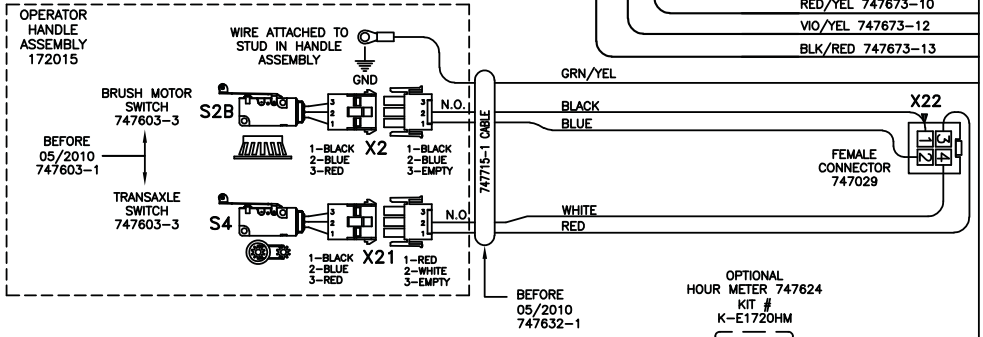 OPERATOR
HANDLE
ASSEMBLY
172015
WIRE ATTACHED TO
STUD IN HANDLE
ASSEMBLY
GND
RED/YEL 747673-10
VIO/YEL 747673-12
BLK/RED 747673-13
GRN/YEL
BRUSH MOTOR
SWITCH
747603-3
S2B
3
2
1
3
2
1
N.O.
BLACK
BLUE
X22
1
3
2
4
BEFORE
05/2010
747603-1
1-BLACK
2-BLUE
3-RED
X2
1-BLACK
2-BLUE
3-EMPTY
747715-1 CABLE
FEMALE
CONNECTOR
747029
TRANSAXLE
SWITCH
747603-3
S4
3
2
1
3
2
1
N.O.
WHITE
RED
1-BLACK
2-BLUE
3-RED
X21
1-RED
2-WHITE
3-EMPTY
BEFORE
05/2010
747632-1
OPTIONAL
HOUR METER 747624
KIT #
K-E1720HM